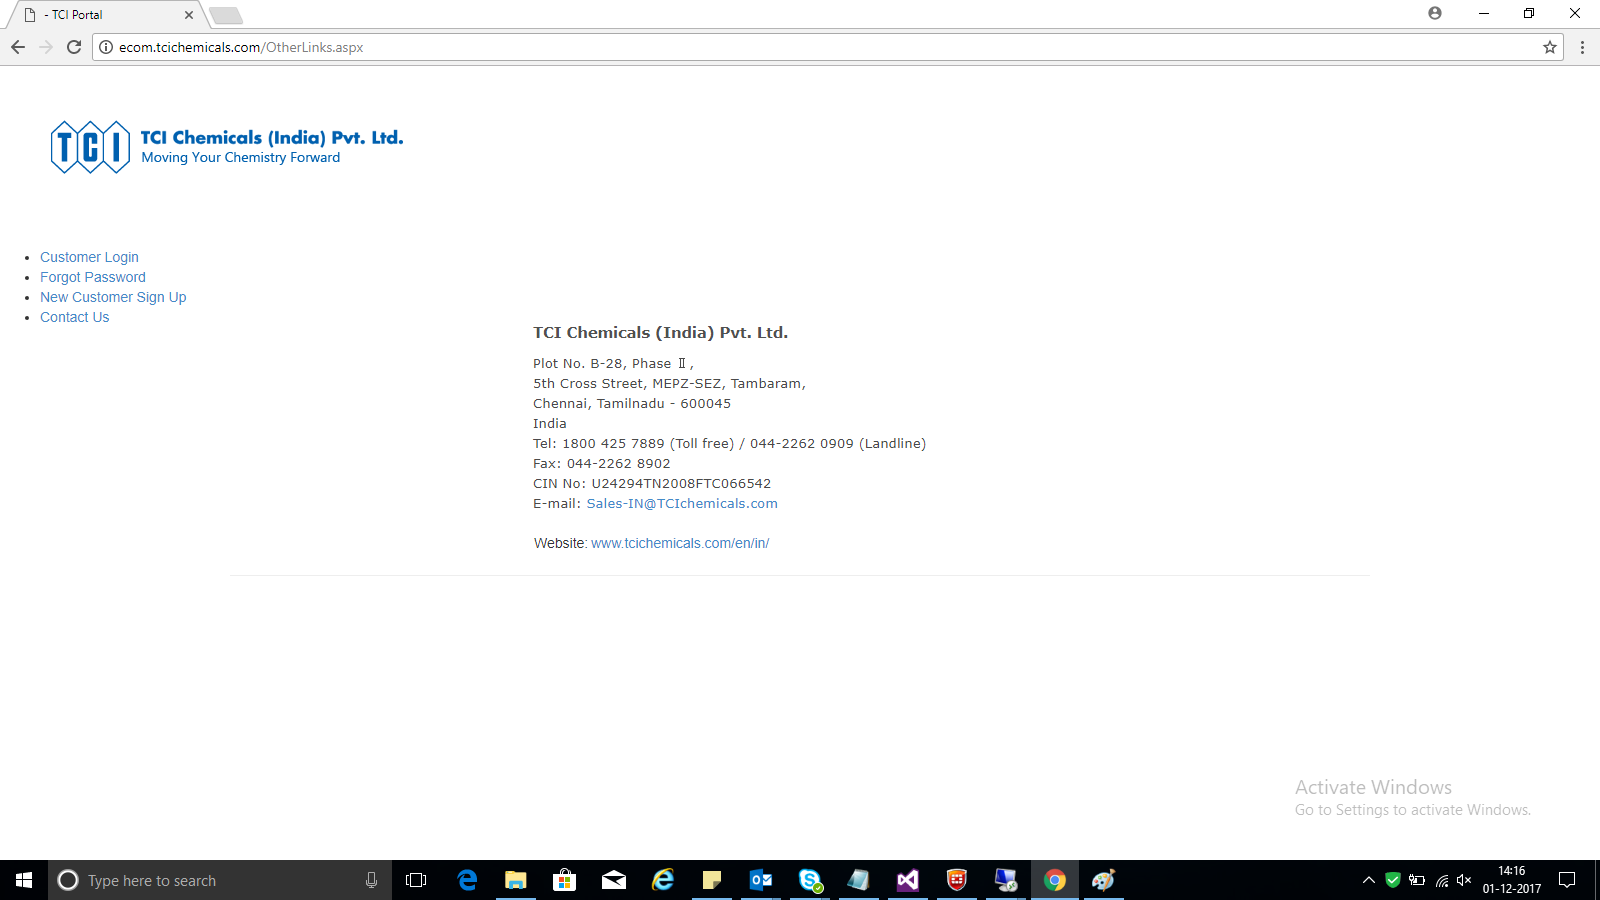 - TCI Portal
ecom.tcichemicals.com/OtherLinks.aspx
TCI
TCI Chemicals (India) Pvt. Ltd.
Moving Your Chemistry Forward
• Customer Login
• Forgot Password
• New Customer Sign Up
• Contact Us
TCI Chemicals (India) Pvt. Ltd.
Plot No. B-28, Phase Ⅱ,
5th Cross Street, MEPZ-SEZ, Tambaram,
Chennai, Tamilnadu - 600045
India
Tel: 1800 425 7889 (Toll free) / 044-2262 0909 (Landline)
Fax: 044-2262 8902
CIN No: U24294TN2008FTC066542
E-mail: Sales-IN@TCIchemicals.com
Website: www.tcichemicals.com/en/in/
Activate Windows
Go to Settings to activate Windows.
Type here to search
14:16
01-12-2017